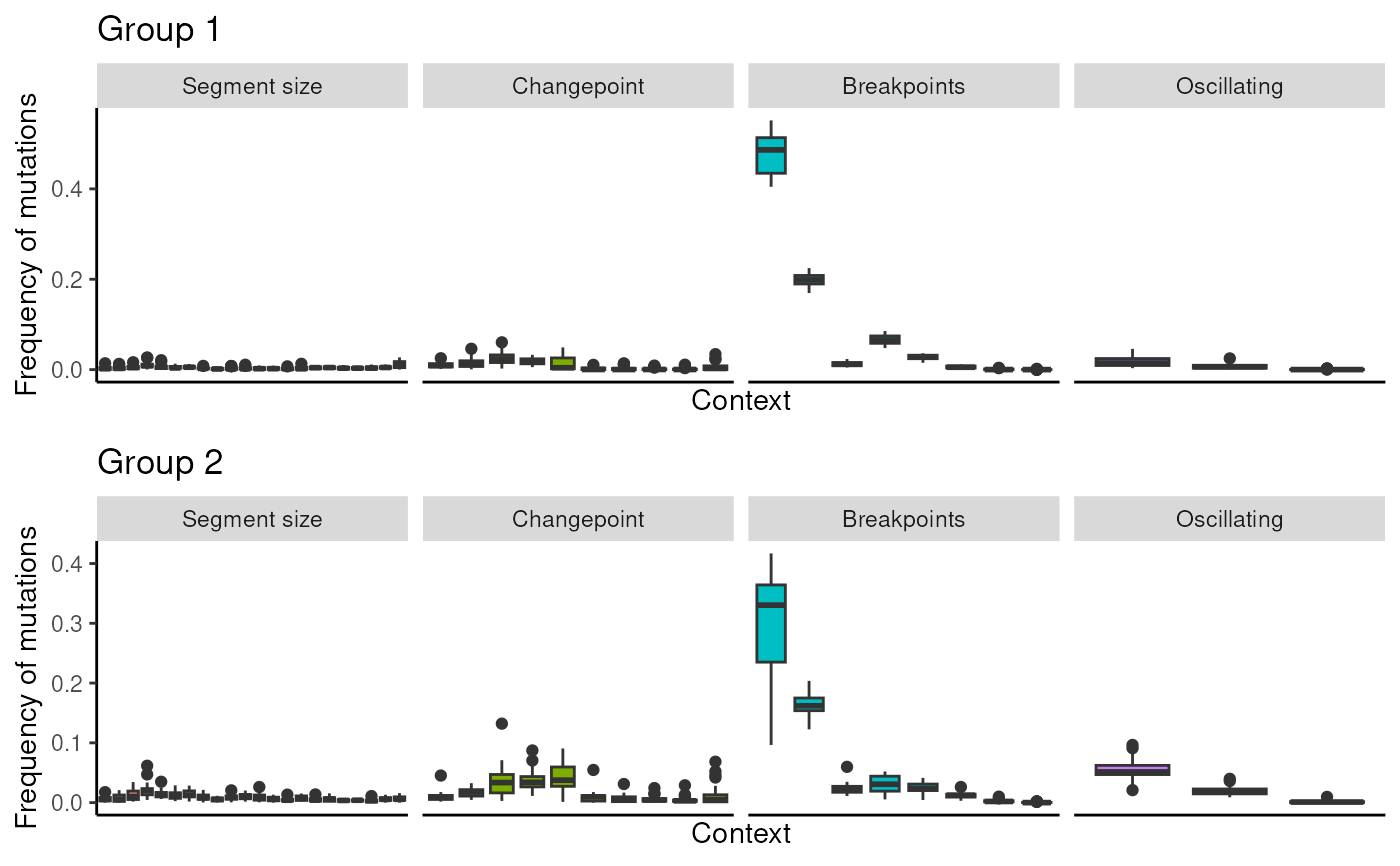 Group 1
Segment size Changepoint Breakpoints Oscillating
Frequency of mutations
0.4
0.2
0.0
Context
Group 2
Segment size Changepoint Breakpoints Oscillating
Frequency of mutations
0.4
0.3
0.2
0.1
0.0
Context